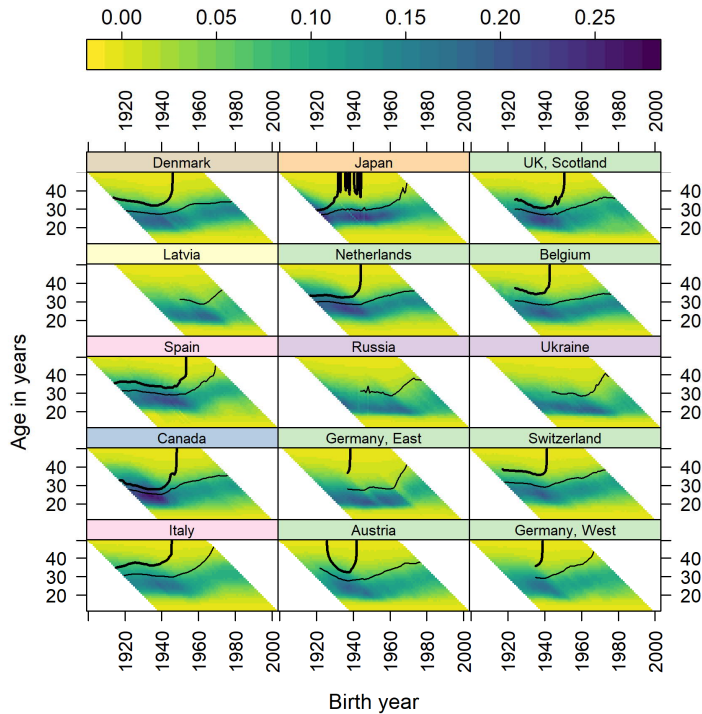 0.00 0.05 0.10 0.15 0.20 0.25
1920 1940 1960 1980 2000 1920 1940 1960 1980 2000 1920 1940 1960 1980 2000
Denmark Japan UK, Scotland
40 40
30 30
20 20
Latvia Netherlands Belgium
40 40
30 30
20 20
Spain Russia Ukraine
40 40
30 30
20 20
Canada Germany, East Switzerland
40 40
30 30
20 20
Italy Austria Germany, West
40 40
30 30
20 20
1920 1940 1960 1980 2000 1920 1940 1960 1980 2000 1920 1940 1960 1980 2000
Age in years
Birth year